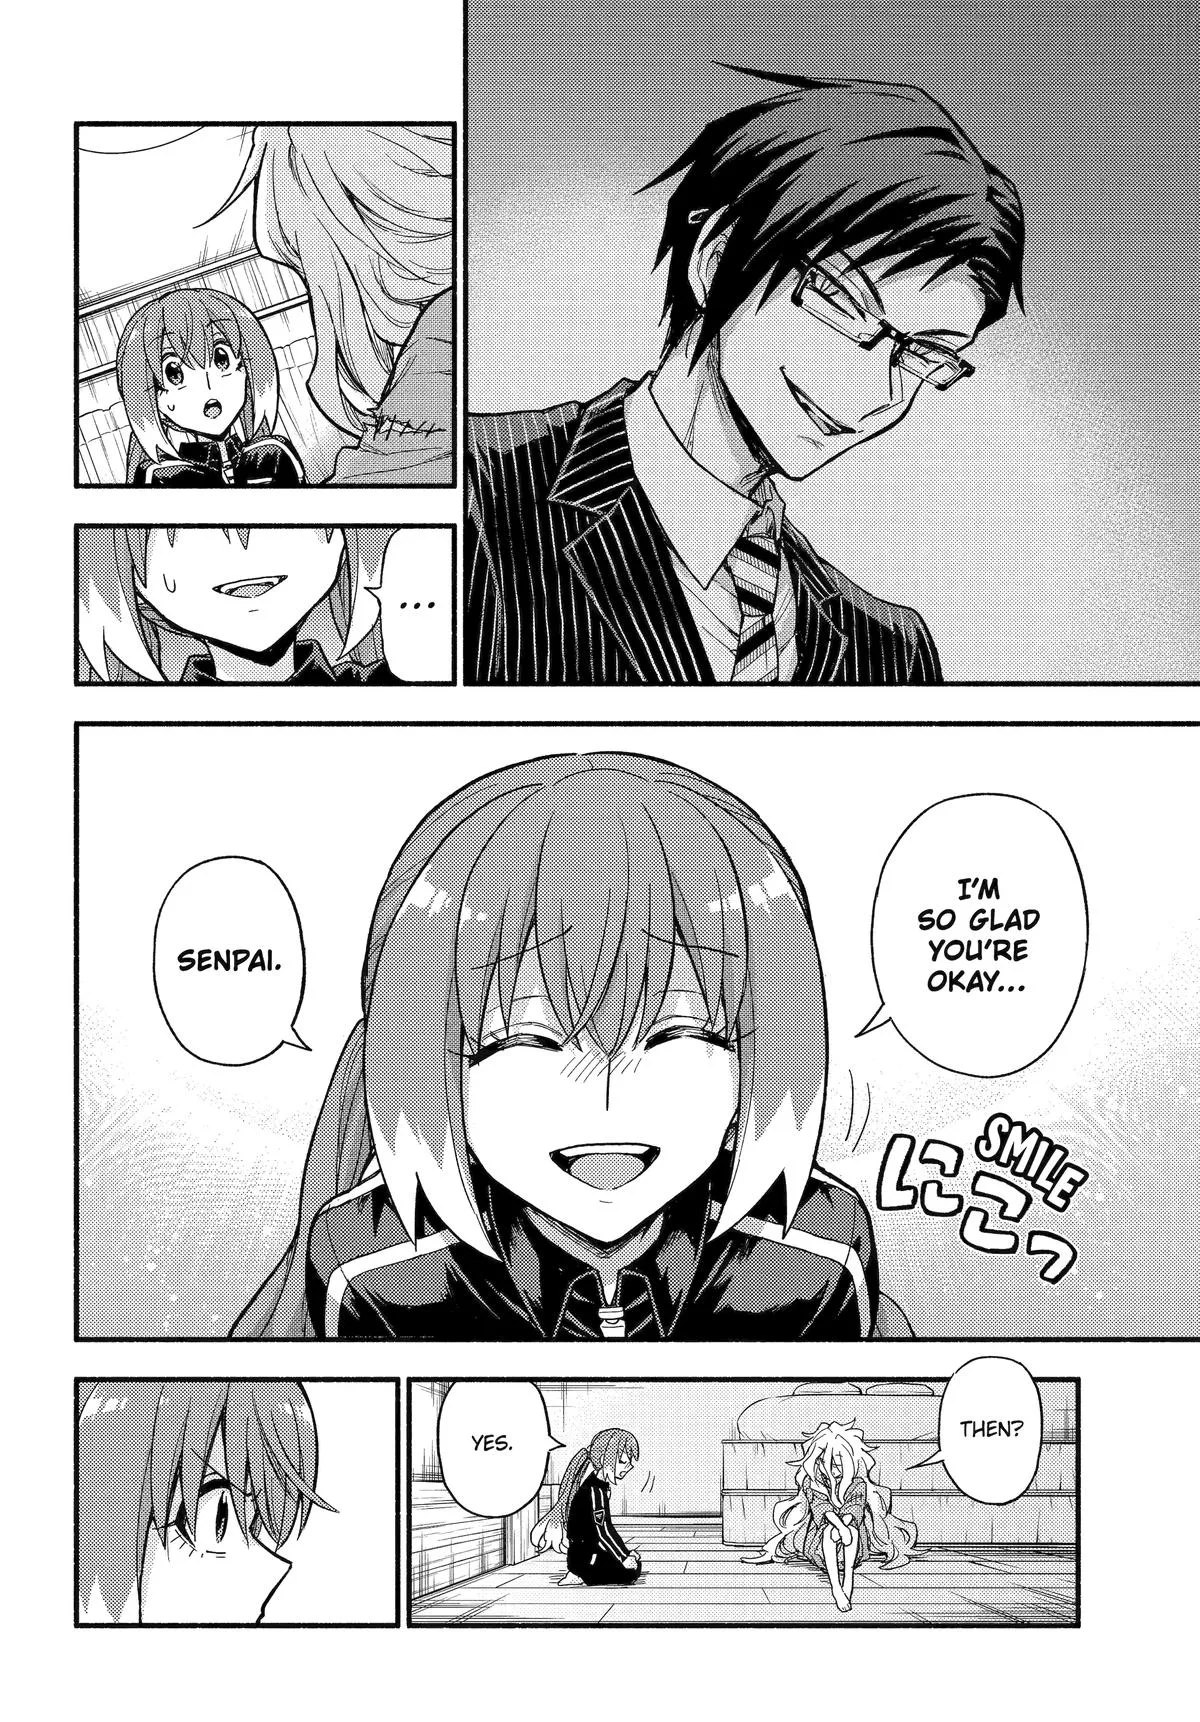 ...
I'M
SO GLAD
YOU'RE
OKAY...
SENPAI.
SMILE
にこっ
THEN?
YES.